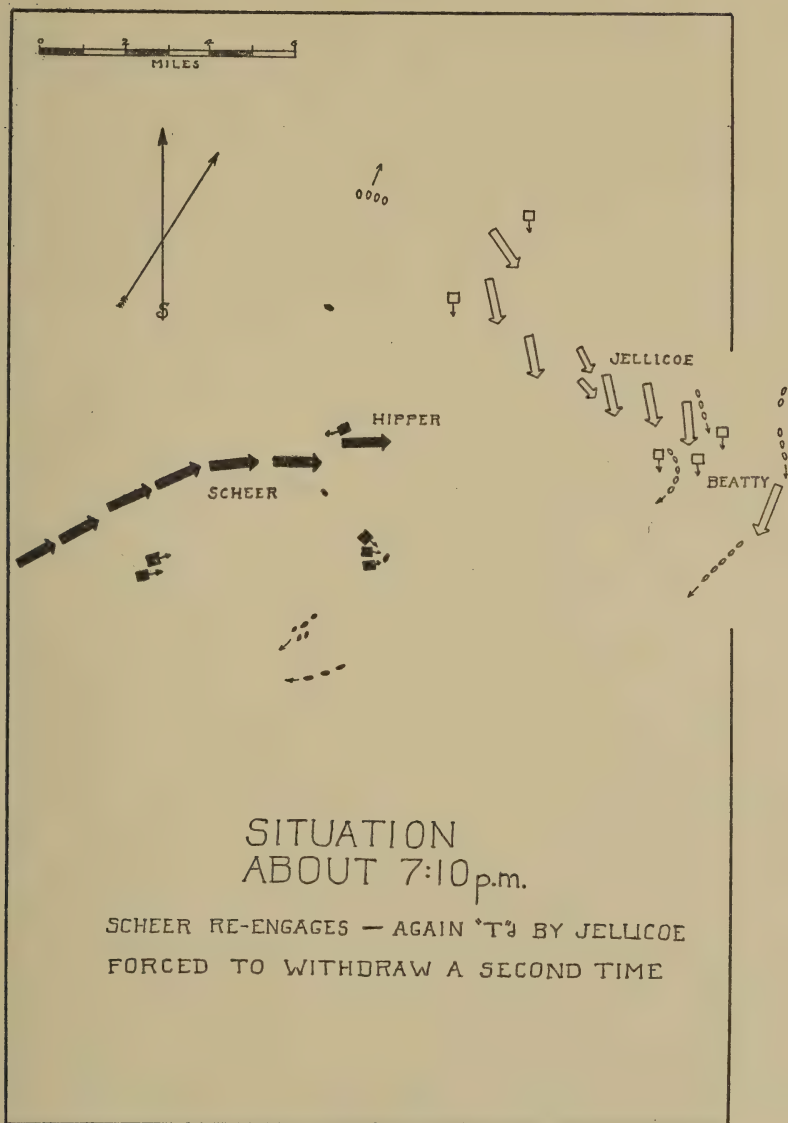 0 2 4 6
MILES
S
JELLICOE
HIPPER
SCHEER
BEATTY
SITUATION
ABOUT 7:10 p.m.
SCHEER RE-ENGAGES — AGAIN "T"d BY JELLICOE
FORCED TO WITHDRAW A SECOND TIME